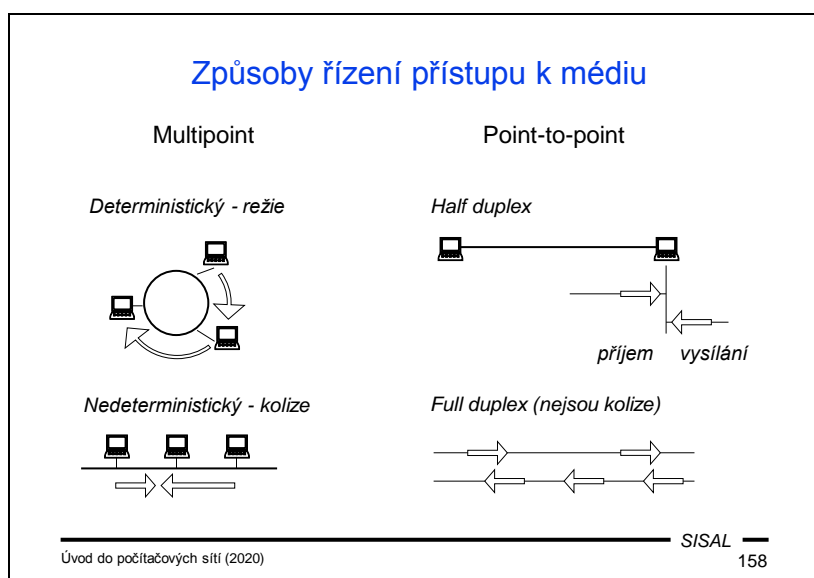 Způsoby řízení přístupu k médiu
Multipoint
Point-to-point
Deterministický - režie
Half duplex
příjem vysílání
Nedeterministický - kolize
Full duplex (nejsou kolize)
SISAL
Úvod do počítačových sítí (2020)
158